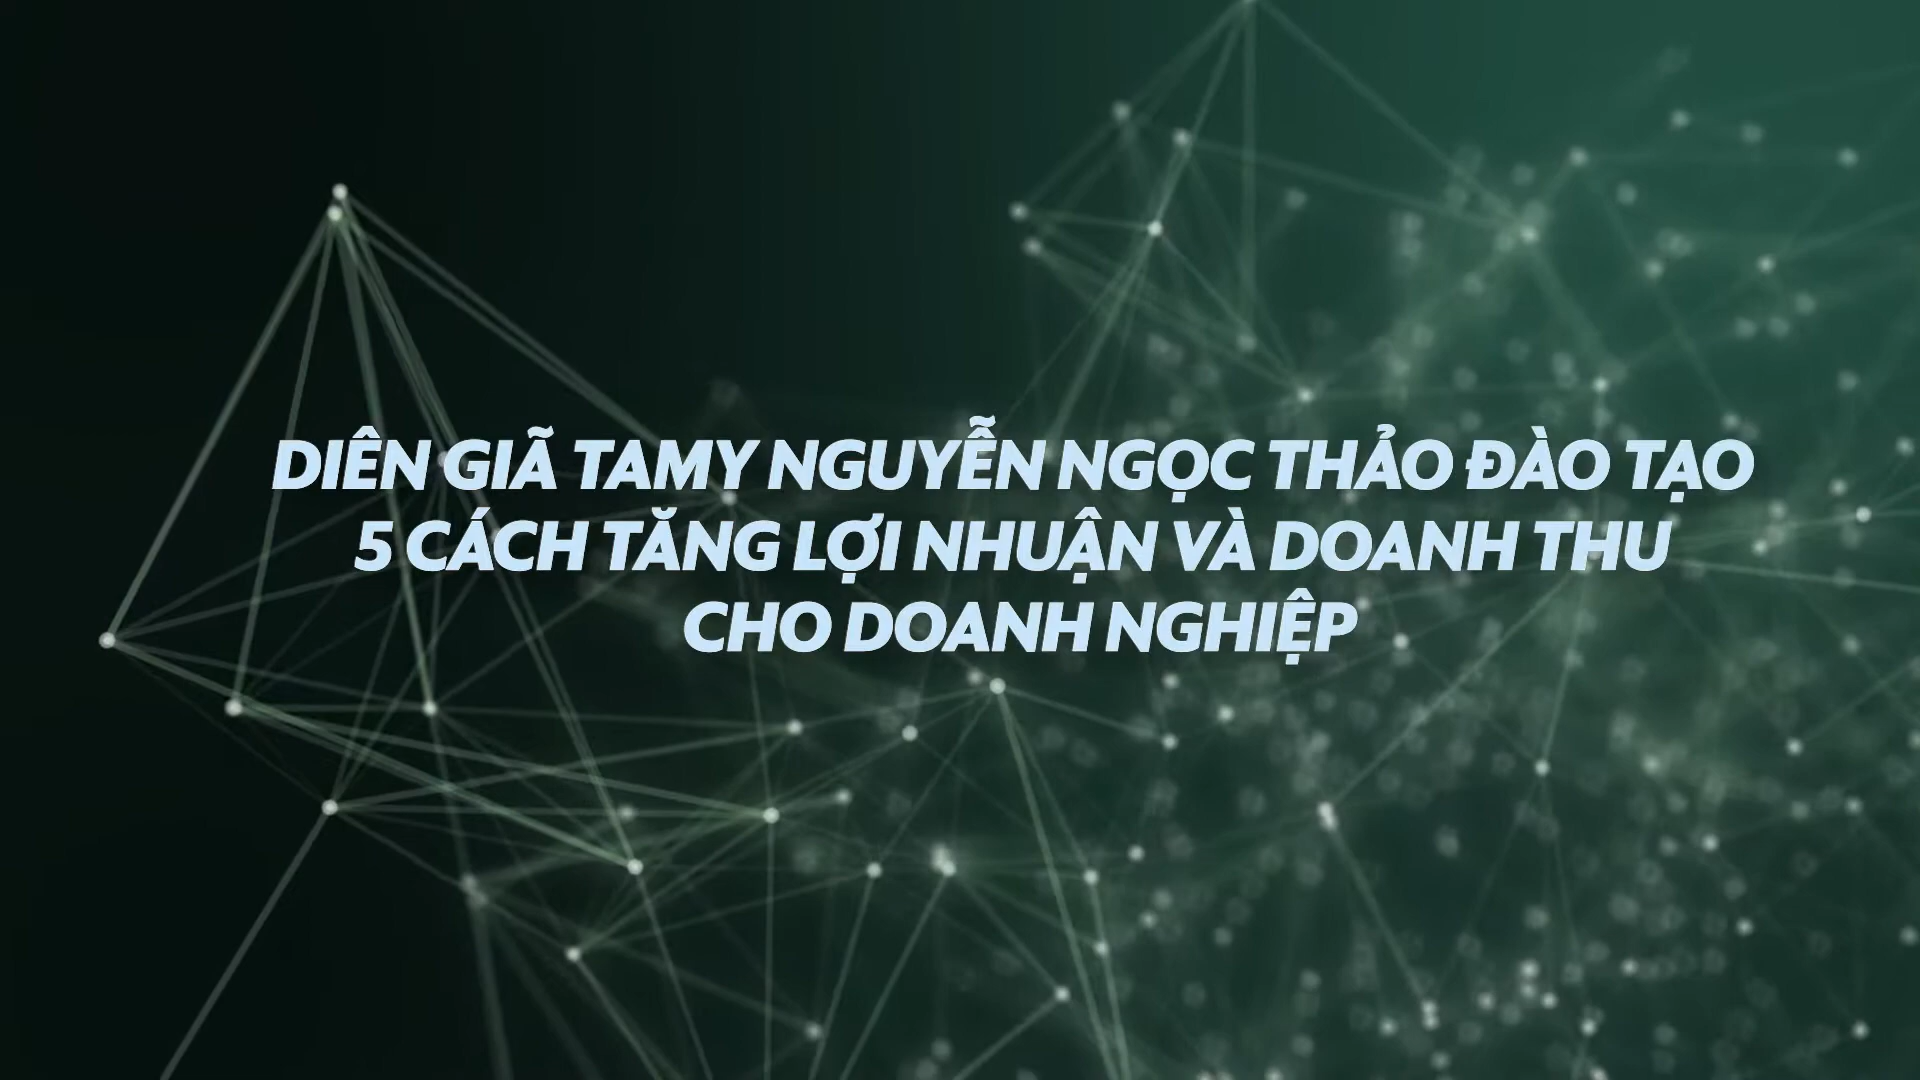 DIÊN GIÃ TAMY NGUYỄN NGỌC THẢO ĐÀO TẠO
5 CÁCH TĂNG LỢI NHUẬN VÀ DOANH THU
CHO DOANH NGHIỆP